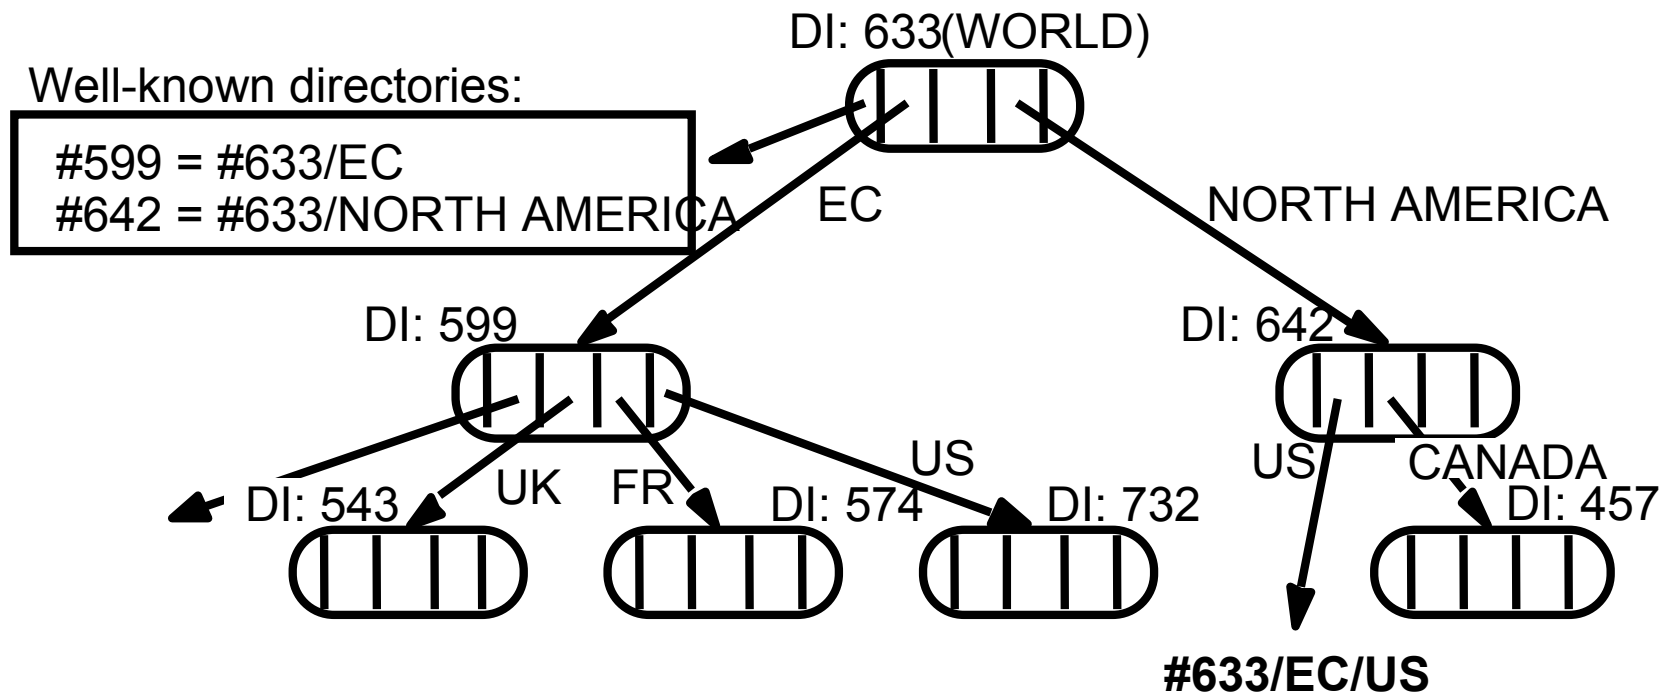 DI: 633(WORLD)
Well-known directories:
#599 = #633/EC
#642 = #633/NORTH AMERICA
EC
NORTH AMERICA
DI: 599
DI: 642
US
US
CANADA
UK
FR
DI: 543
DI: 574
DI: 732
DI: 457
#633/EC/US